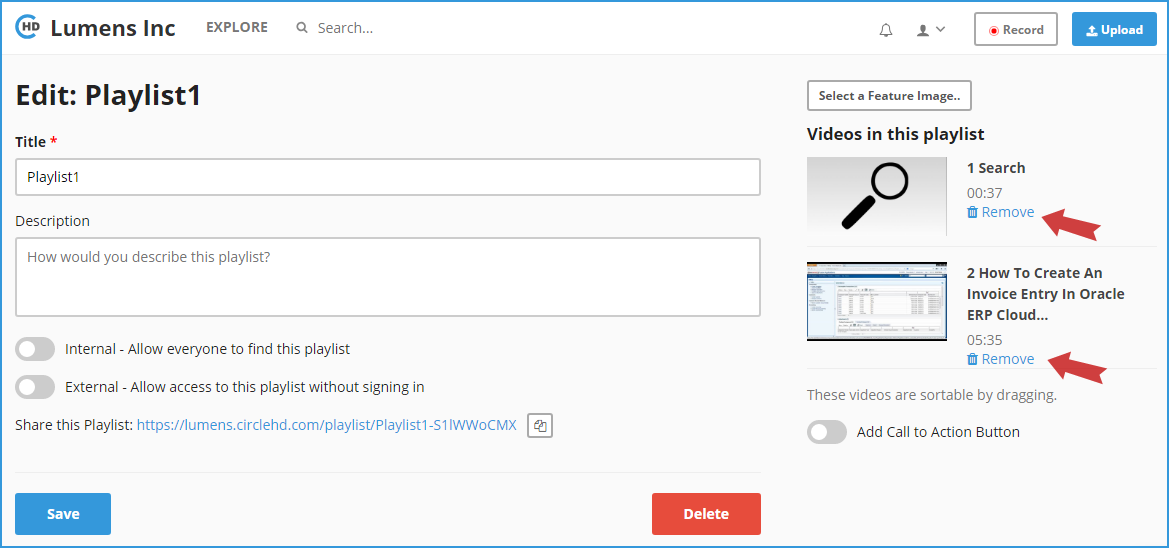 HD Lumens Inc EXPLORE Search... Record Upload
Edit: Playlist1
Title *
Playlist1
Description
How would you describe this playlist?
Internal - Allow everyone to find this playlist
External - Allow access to this playlist without signing in
Share this Playlist: https://lumens.circlehd.com/playlist/Playlist1-S1lWWoCMX
Save
Delete
Select a Feature Image..
Videos in this playlist
1 Search
00:37
Remove
2 How To Create An
Invoice Entry In Oracle
ERP Cloud...
05:35
Remove
These videos are sortable by dragging.
Add Call to Action Button